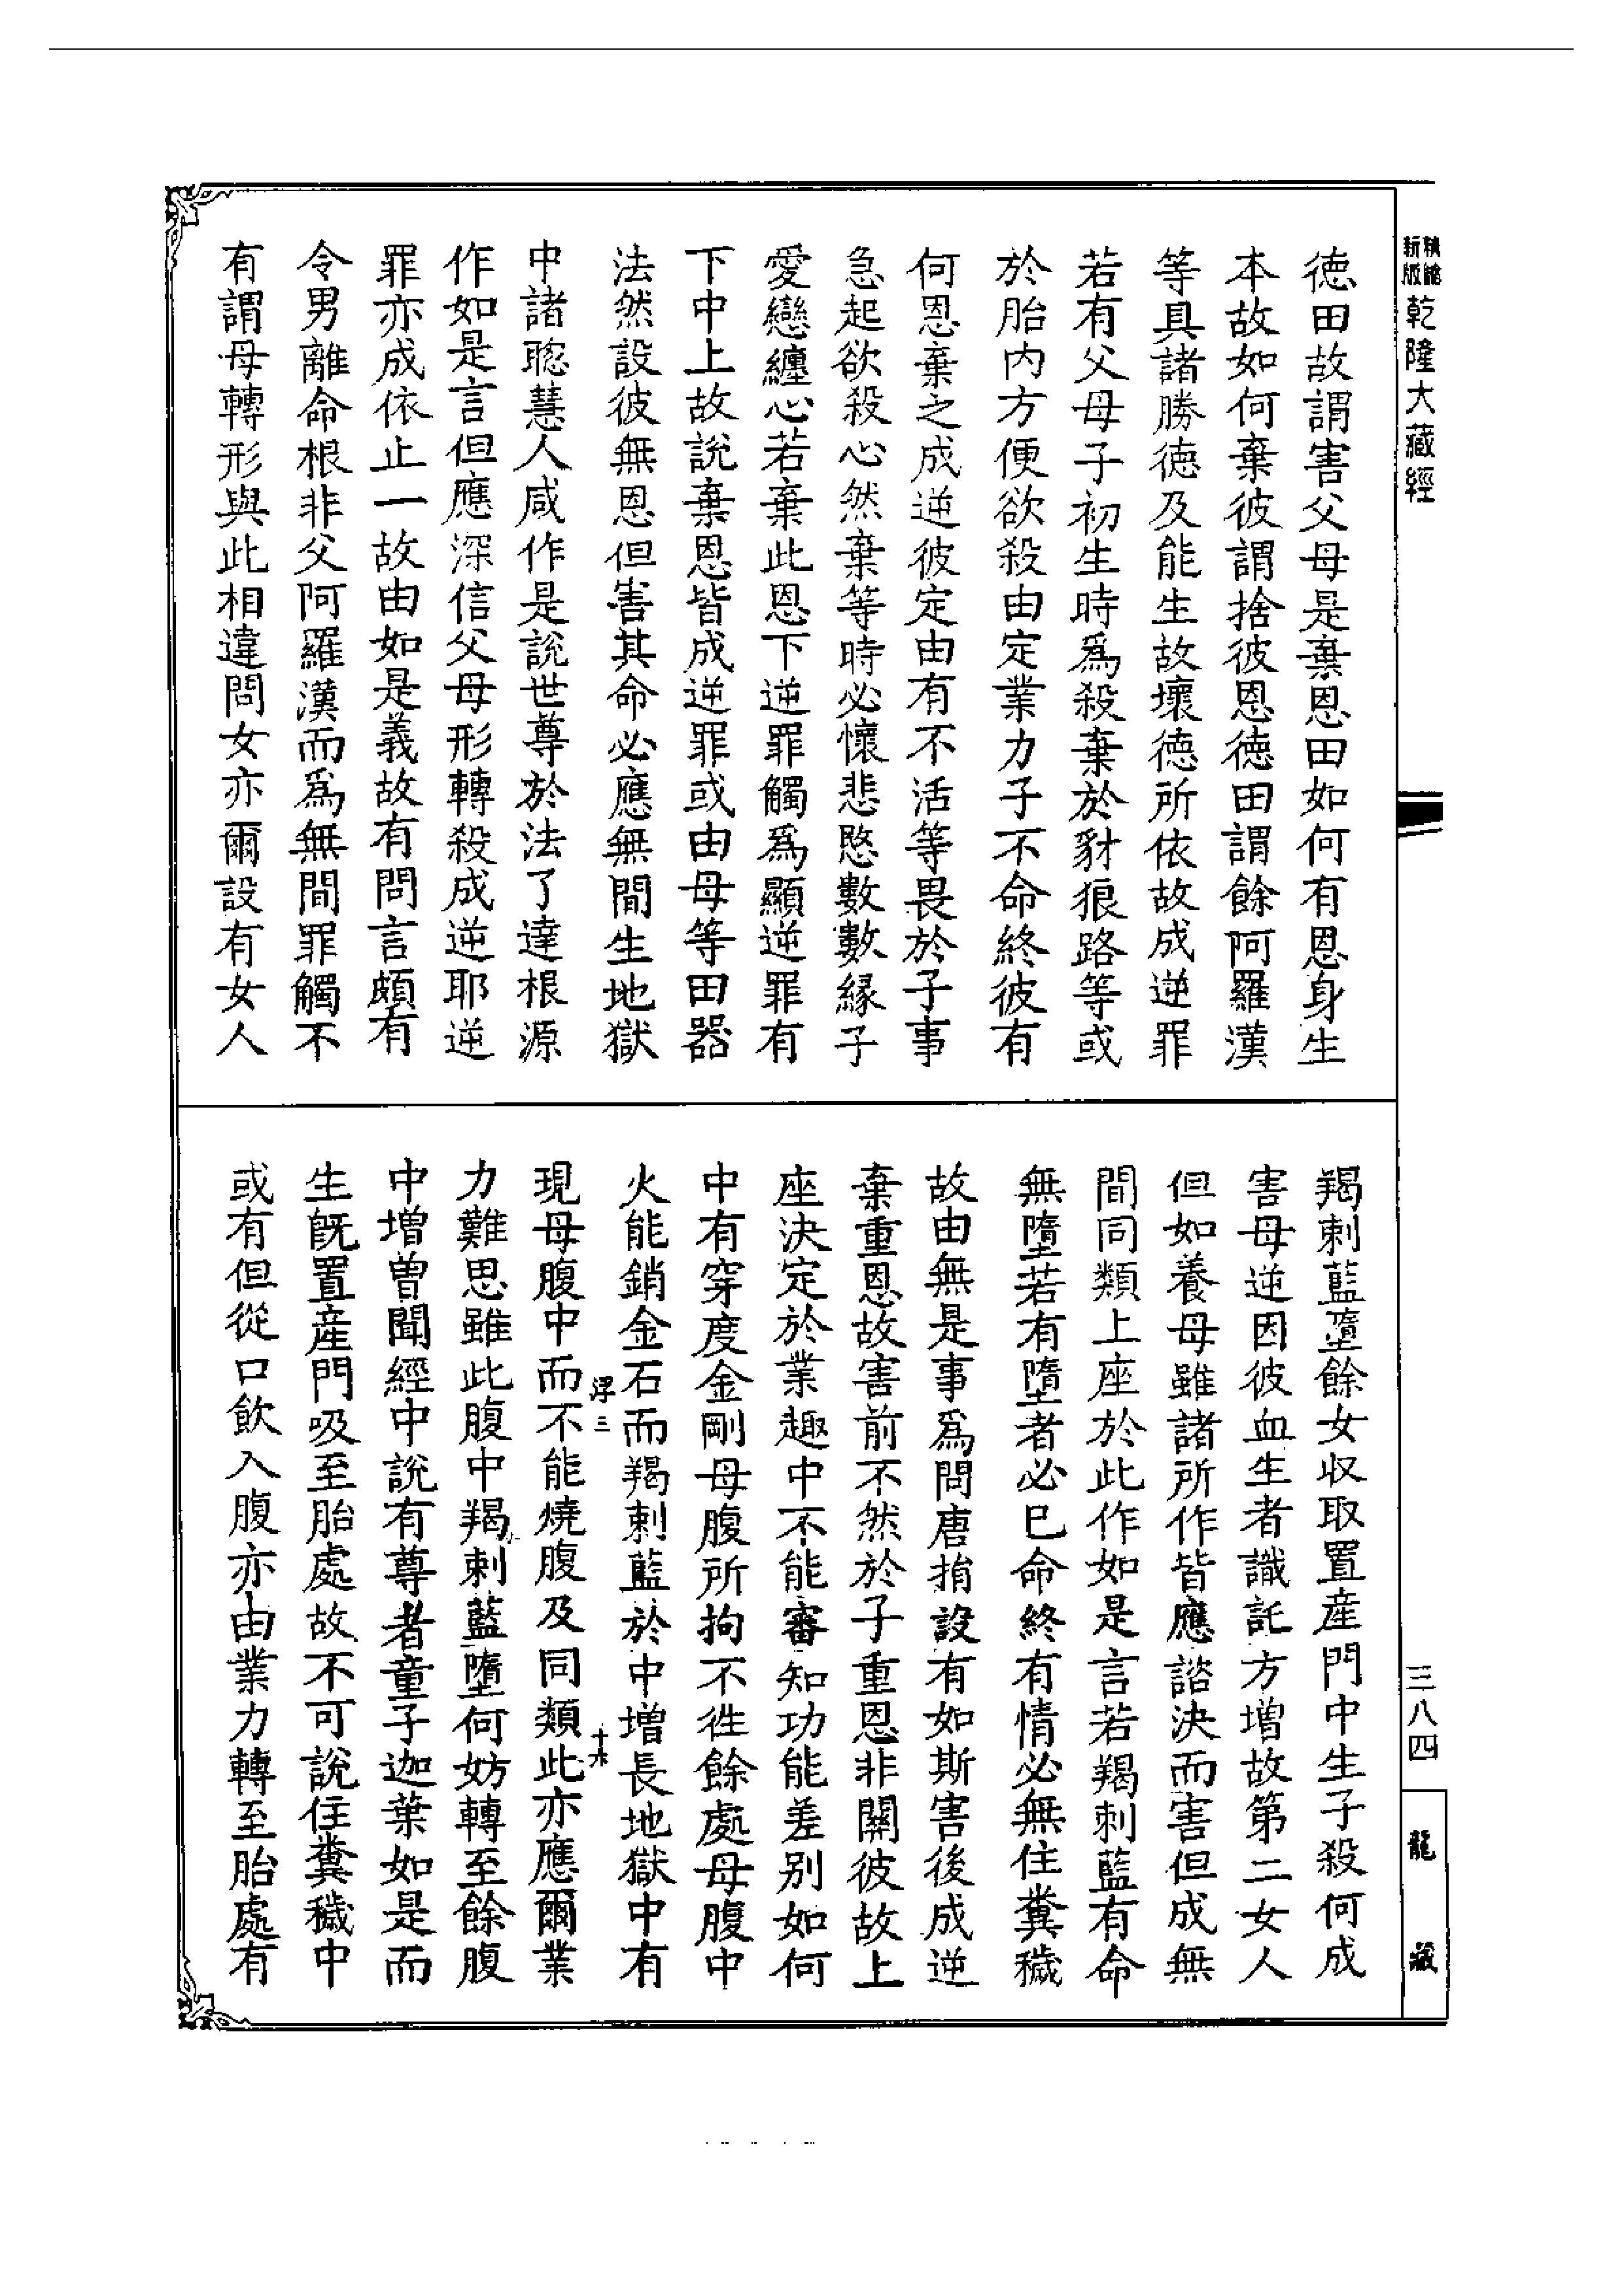 精縮新版乾隆大藏經
德田故謂害父母是棄恩田如何有恩身生
本故如何棄彼謂捨彼恩德田謂餘阿羅漢
等具諸勝德及能生故壞德所依故成逆罪
若有父母子初生時爲殺棄於豺狼路等或
於胎内方便欲殺由定業力子不命終彼有
何恩棄之成逆彼定由有不活等畏於子事
急起欲殺心然棄等時必懷悲愍數數緣子
愛戀纏心若棄此恩下逆罪觸爲顯逆罪有
下中上故說棄恩皆成逆罪或由母等田器
法然設彼無恩但害其命必應無間生地獄
中諸聡慧人咸作是說世尊於法了達根源
作如是言但應深信父母形轉殺成逆耶逆
罪亦成依止一故由如是義故有問言頗有
令男離命根非父阿羅漢而爲無間罪觸不
有謂母轉形與此相違問女亦爾設有女人
羯剌藍墮餘女収取置産門中生子殺何成
害母逆因彼血生者識託方增故第二女人
但如養母雖諸所作皆應諮決而害但成無
間同類上座於此作如是言若羯剌藍有命
無墮若有墮者必巳命終有情必無住糞穢
故由無是事爲問唐捐設有如斯害後成逆
棄重恩故害前不然於子重恩非關彼故上
座決定於業趣中不能審知功能差别如何
中有穿度金剛母腹所拘不徃餘處母腹中
火能銷金石而羯剌藍於中增長地獄中有
浮三
十六
現母腹中而不能燒腹及同類此亦應爾業
力難思雖此腹中羯剌藍墮何妨轉至餘腹
中增曽聞經中說有尊者童子迦葉如是而
生旣置産門吸至胎處故不可說住糞穢中
或有但從口飲入腹亦由業力轉至胎處有
三八四
龍藏